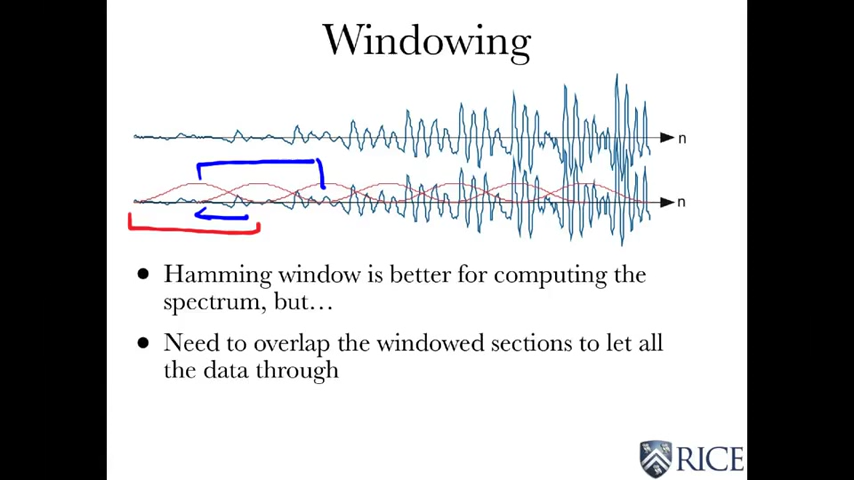 Windowing
n
n
● Hamming window is better for computing the
spectrum, but…
● Need to overlap the windowed sections to let all
the data through
RICE